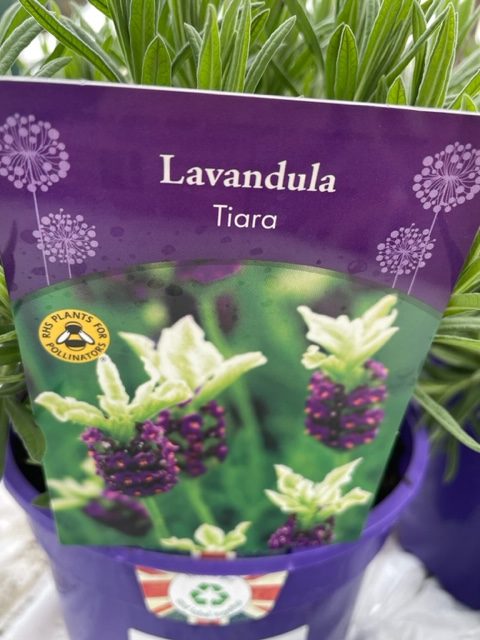 Lavandula
Tiara
RHS PLANTS FOR
POLLINATORS